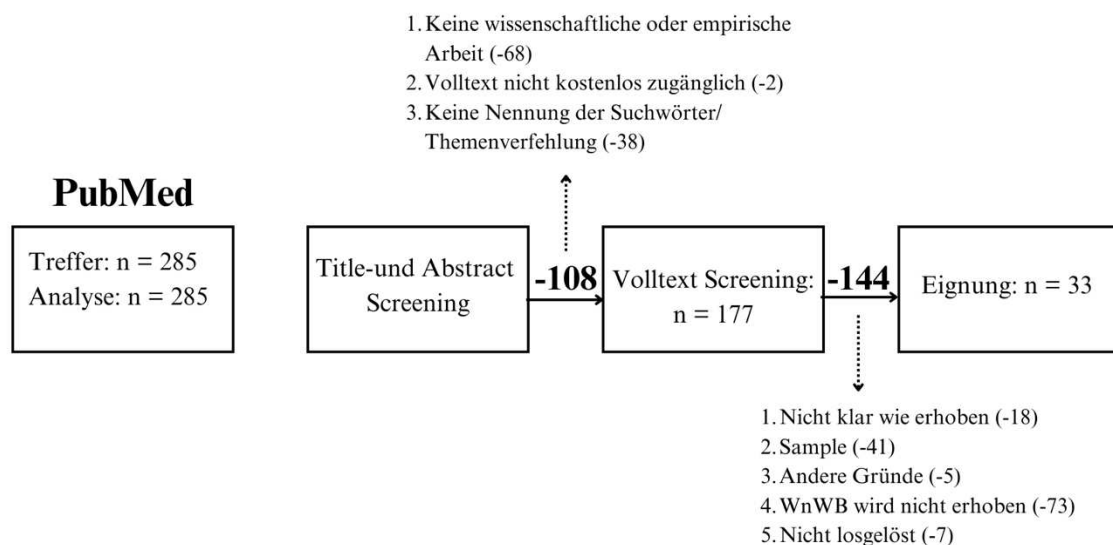 1. Keine wissenschaftliche oder empirische
Arbeit (-68)
2. Volltext nicht kostenlos zugänglich (-2)
3. Keine Nennung der Suchwörter/
Themenverfehlung (-38)
PubMed
Treffer: n = 285
Analyse: n = 285
Title-und Abstract
Screening
-108
Volltext Screening:
n = 177
-144
Eignung: n = 33
1. Nicht klar wie erhoben (-18)
2. Sample (-41)
3. Andere Gründe (-5)
4. WnWB wird nicht erhoben (-73)
5. Nicht losgelöst (-7)